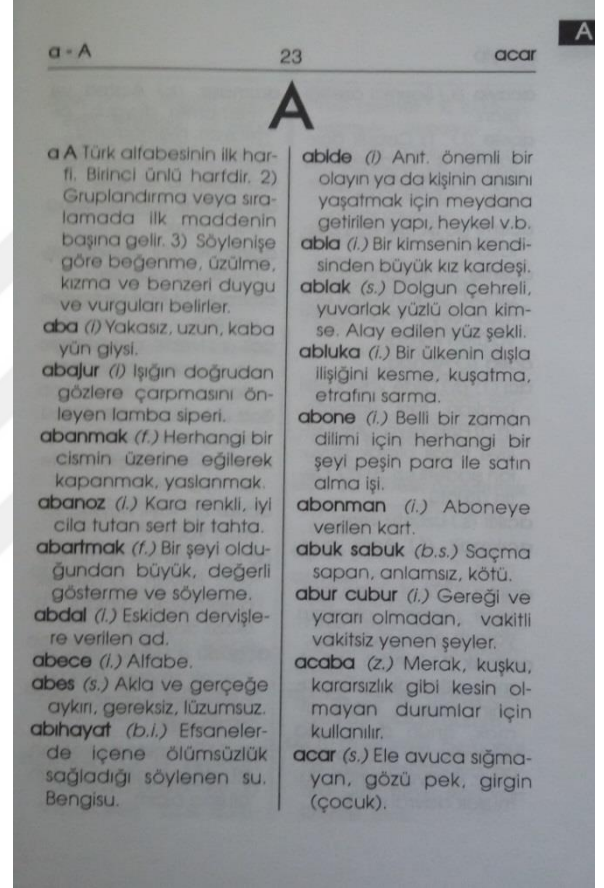 a - A 23 acar
A
A
a A Türk alfabesinin ilk har-
fi. Birinci ünlü harfdir. 2)
Gruplandırma veya sıra-
lamada ilk maddenin
başına gelir. 3) Söylenişe
göre beğenme, üzülme,
kızma ve benzeri duygu
ve vurguları belirler.
aba (i) Yakasız, uzun, kaba
yün giysi.
abajur (i) Işığın doğrudan
gözlere çarpmasını ön-
leyen lamba siperi.
abanmak (f.) Herhangi bir
cismin üzerine eğilerek
kapanmak, yaslanmak.
abanoz (i.) Kara renkli, iyi
cila tutan sert bir tahta.
abartmak (f.) Bir şeyi oldu-
ğundan büyük, değerli
gösterme ve söyleme.
abdal (i.) Eskiden dervişle-
re verilen ad.
abece (i.) Alfabe.
abes (s.) Akla ve gerçeğe
aykırı, gereksiz, lüzumsuz.
abıhayat (b.i.) Efsaneler-
de içene ölümsüzlük
sağladığı söylenen su.
Bengisu.
abide (i) Anıt. önemli bir
olayın ya da kişinin anısını
yaşatmak için meydana
getirilen yapı, heykel v.b.
abla (i.) Bir kimsenin kendi-
sinden büyük kız kardeşi.
ablak (s.) Dolgun çehreli,
yuvarlak yüzlü olan kim-
se. Alay edilen yüz şekli.
abluka (i.) Bir ülkenin dışla
ilişiğini kesme, kuşatma,
etrafını sarma.
abone (i.) Belli bir zaman
dilimi için herhangi bir
şeyi peşin para ile satın
alma işi.
abonman (i.) Aboneye
verilen kart.
abuk sabuk (b.s.) Saçma
sapan, anlamsız, kötü.
abur cubur (i.) Gereği ve
yararı olmadan, vakitli
vakitsiz yenen şeyler.
acaba (z.) Merak, kuşku,
kararsızlık gibi kesin ol-
mayan durumlar için
kullanılır.
acar (s.) Ele avuca sığma-
yan, gözü pek, girgin
(çocuk).